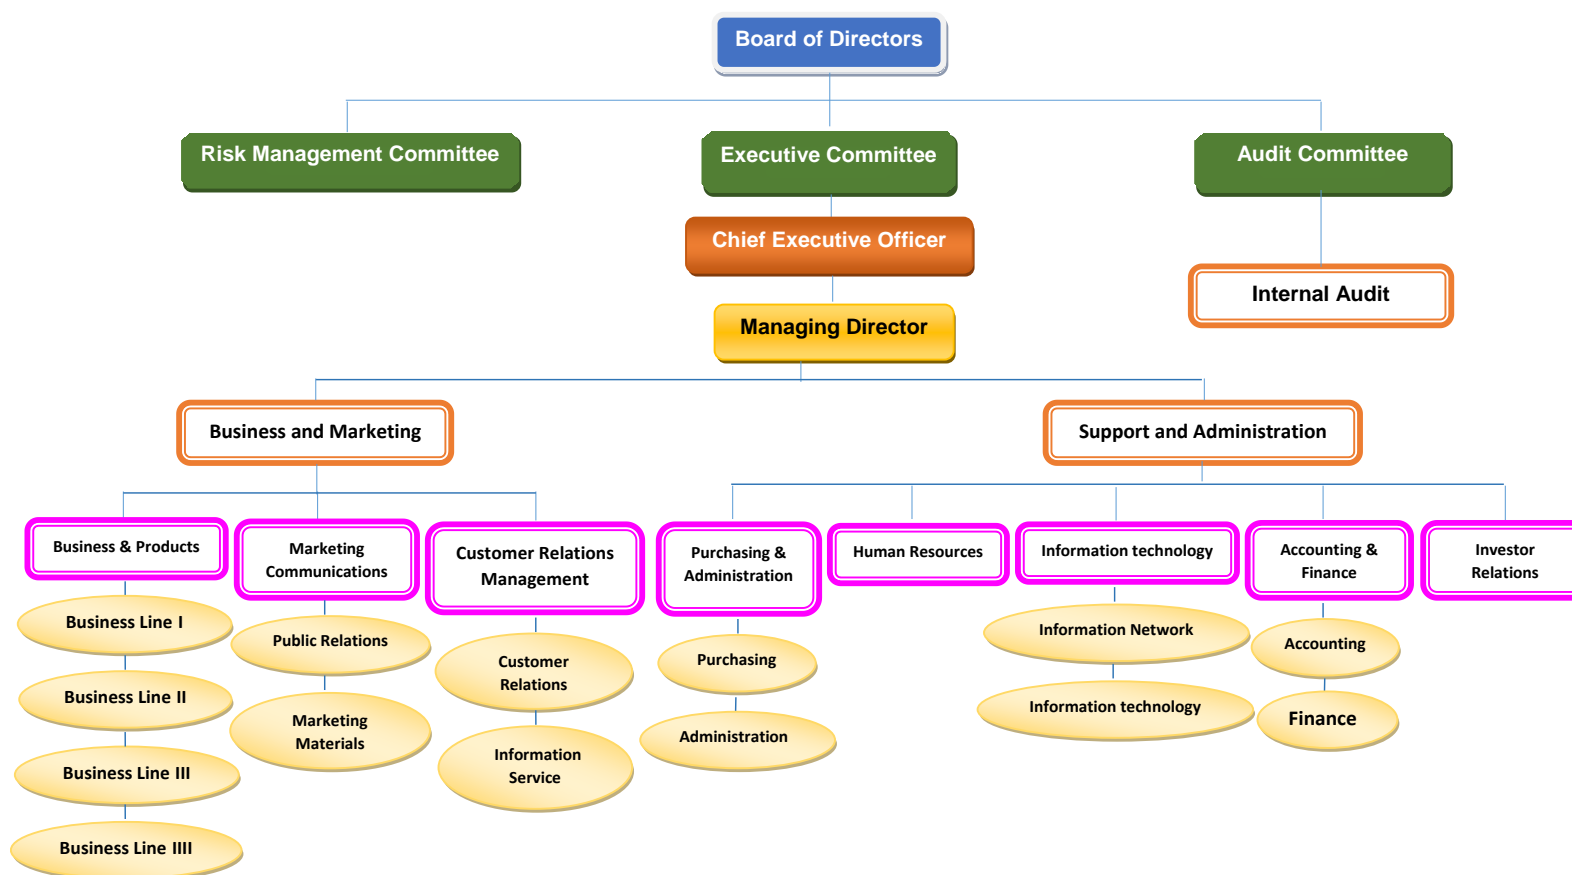 Board of Directors
Risk Management Committee
Executive Committee
Audit Committee
Chief Executive Officer
Internal Audit
Managing Director
Business and Marketing
Support and Administration
Business & Products
Marketing
Communications
Customer Relations
Management
Purchasing &
Administration
Human Resources
Information technology
Accounting &
Finance
Investor
Relations
Business Line I
Business Line II
Business Line III
Business Line IIII
Public Relations
Marketing
Materials
Customer
Relations
Information
Service
Purchasing
Administration
Information Network
Information technology
Accounting
Finance